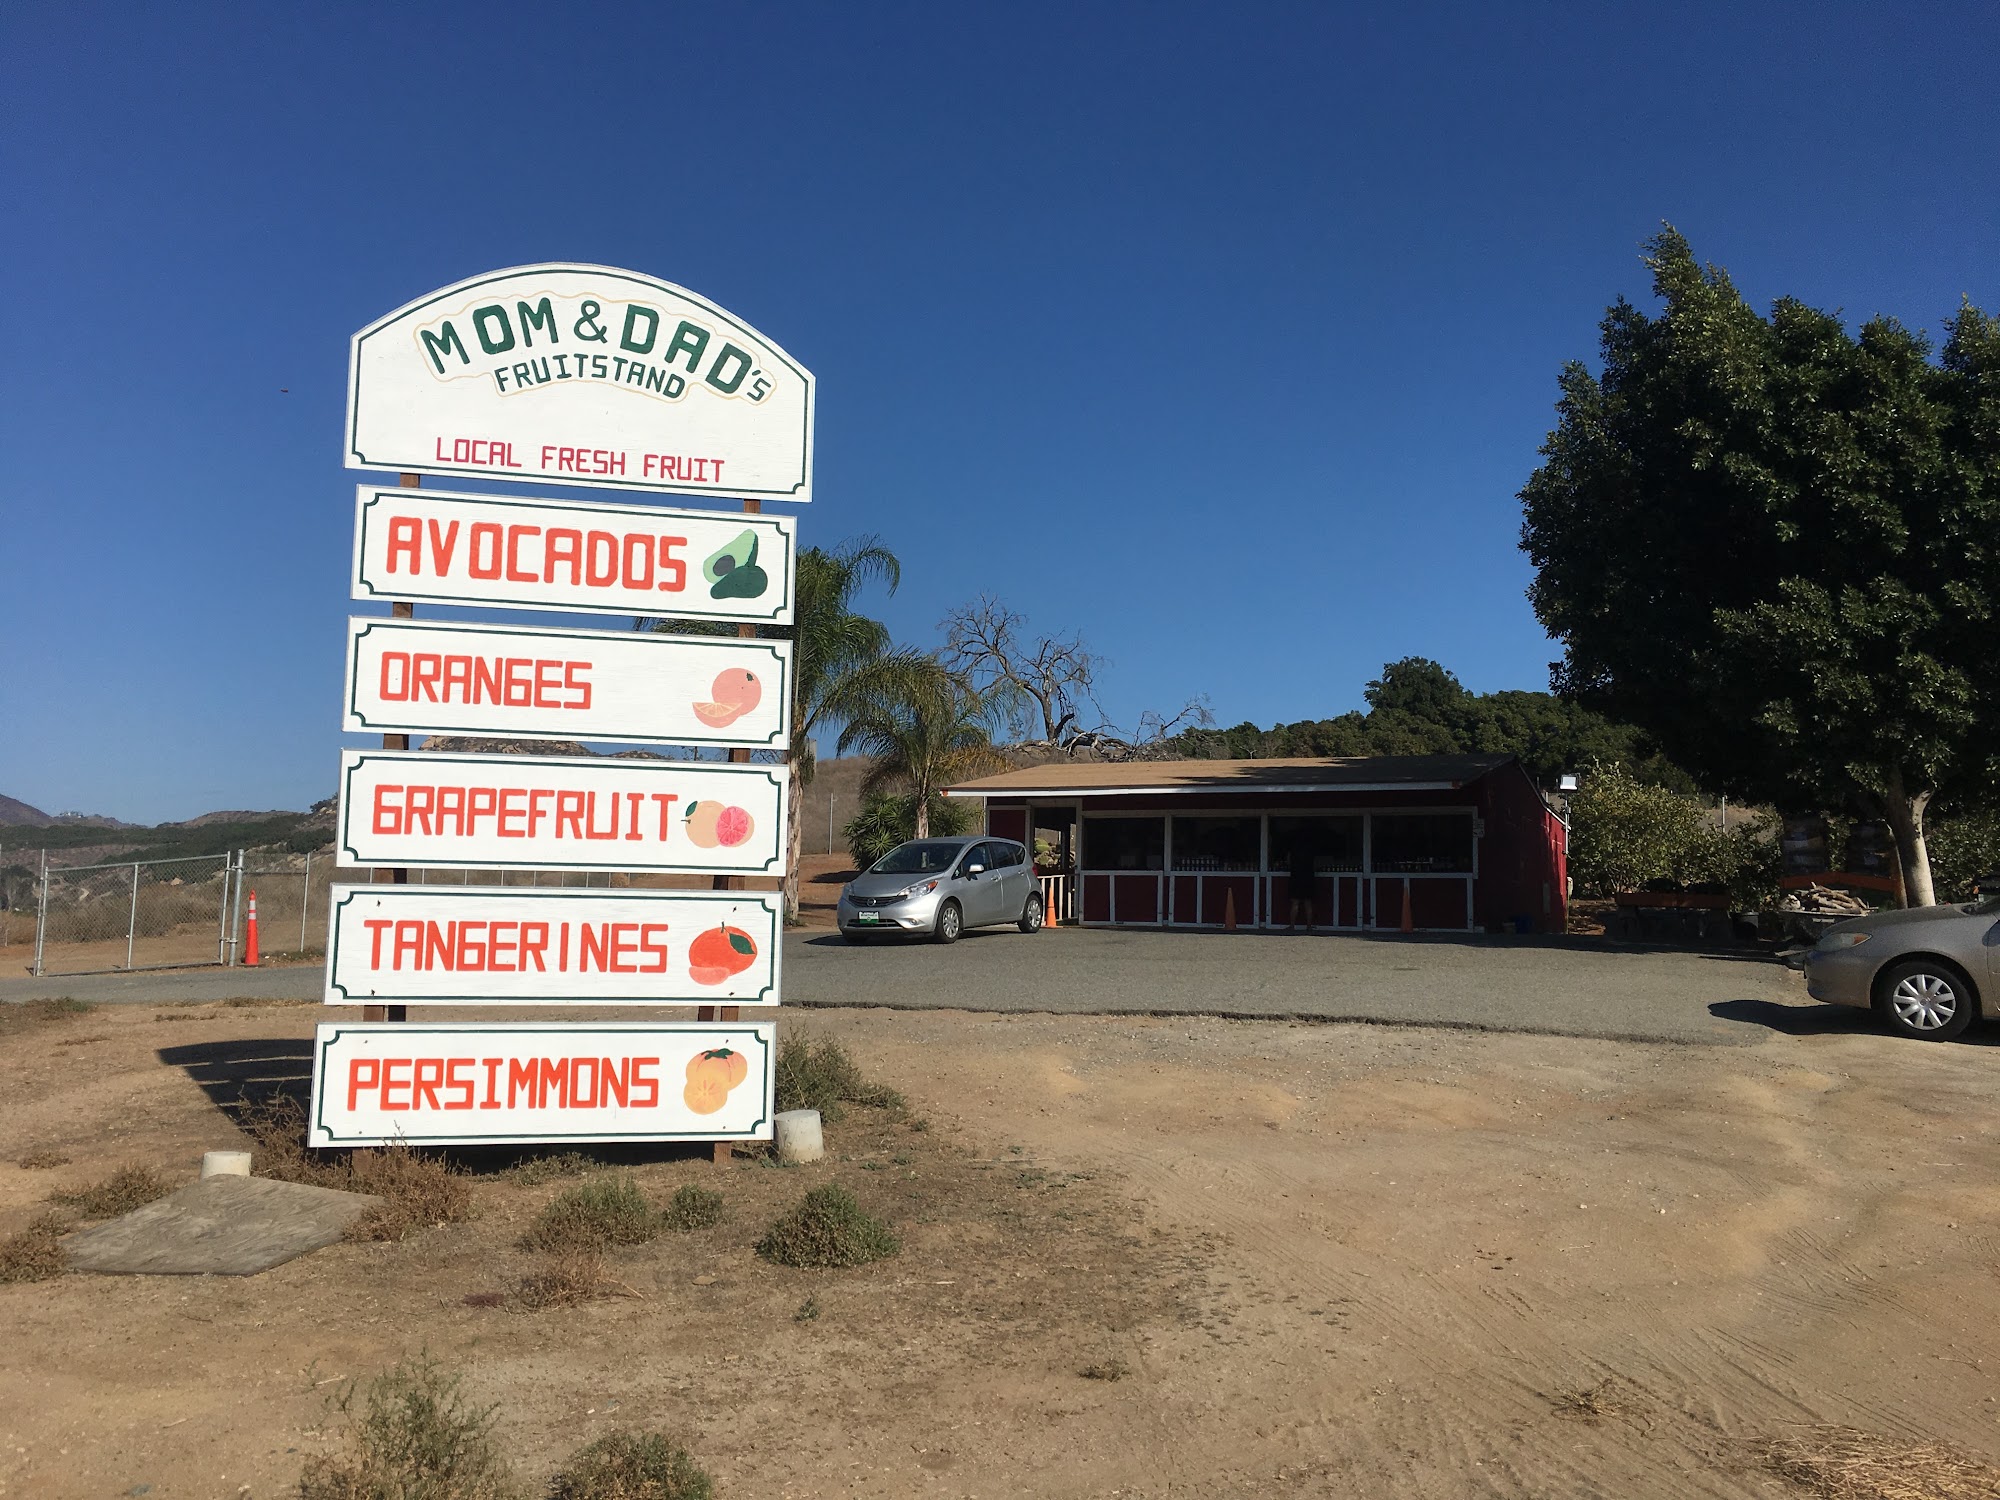 MOM & DAD'S
FRUITSTAND
LOCAL FRESH FRUIT
AVOCADOS
ORANGES
GRAPEFRUIT
TANGERINES
PERSIMMONS